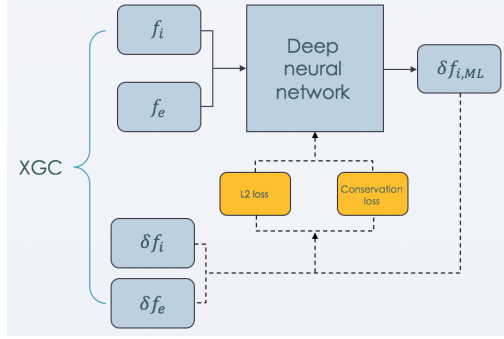 f_i
f_e
Deep
neural
network
δf_{i,ML}
XGC
L2 loss
Conservation
loss
δf_i
δf_e